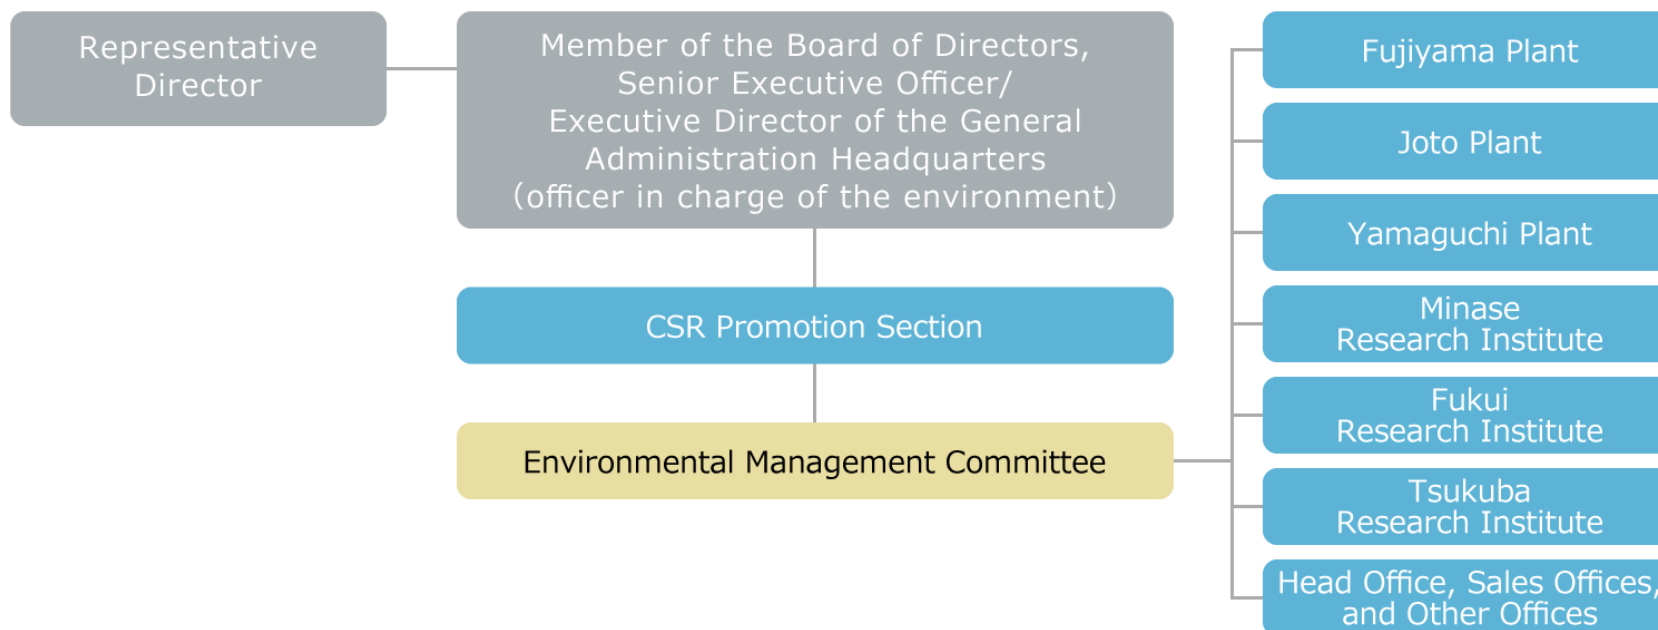 Representative
Director
Member of the Board of Directors,
Senior Executive Officer/
Executive Director of the General
Administration Headquarters
（officer in charge of the environment）
CSR Promotion Section
Environmental Management Committee
Fujiyama Plant
Joto Plant
Yamaguchi Plant
Minase
Research Institute
Fukui
Research Institute
Tsukuba
Research Institute
Head Office, Sales Offices,
and Other Offices